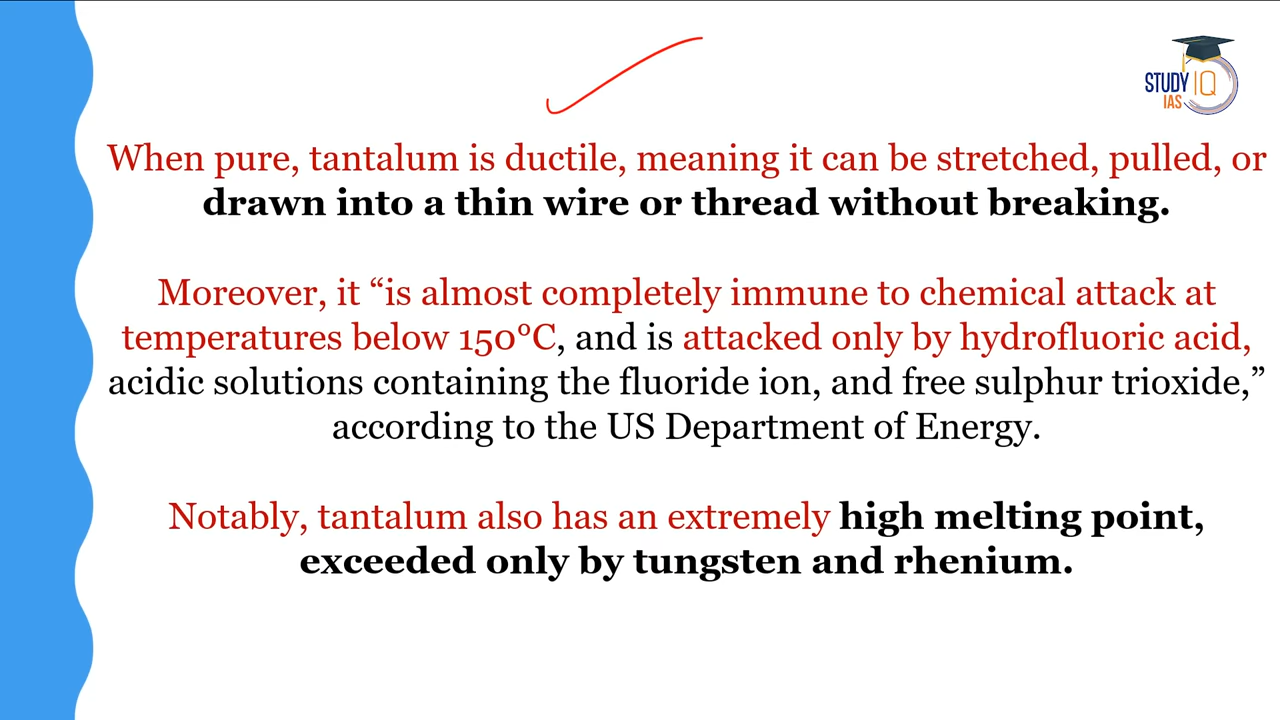 STUDY IQ
IAS
When pure, tantalum is ductile, meaning it can be stretched, pulled, or
drawn into a thin wire or thread without breaking.
Moreover, it “is almost completely immune to chemical attack at
temperatures below 150°C, and is attacked only by hydrofluoric acid,
acidic solutions containing the fluoride ion, and free sulphur trioxide,”
according to the US Department of Energy.
Notably, tantalum also has an extremely high melting point,
exceeded only by tungsten and rhenium.